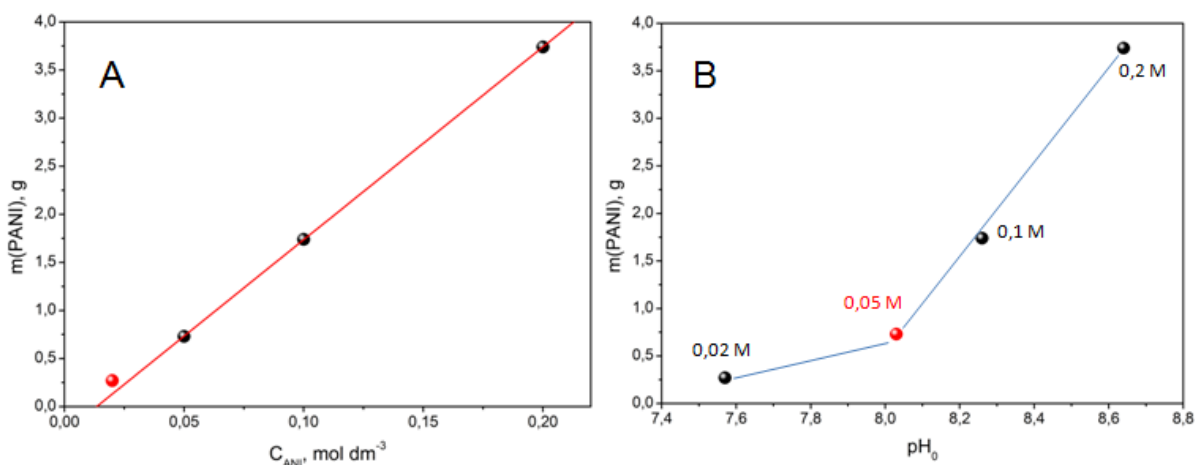 A
m(PANI), g
4,0
3,5
3,0
2,5
2,0
1,5
1,0
0,5
0,0
0,00 0,05 0,10 0,15 0,20
C_ANI, mol dm⁻³
B
m(PANI), g
4,0
3,5
3,0
2,5
2,0
1,5
1,0
0,5
0,0
0,2 M
0,1 M
0,05 M
0,02 M
7,4 7,6 7,8 8,0 8,2 8,4 8,6 8,8
pH₀